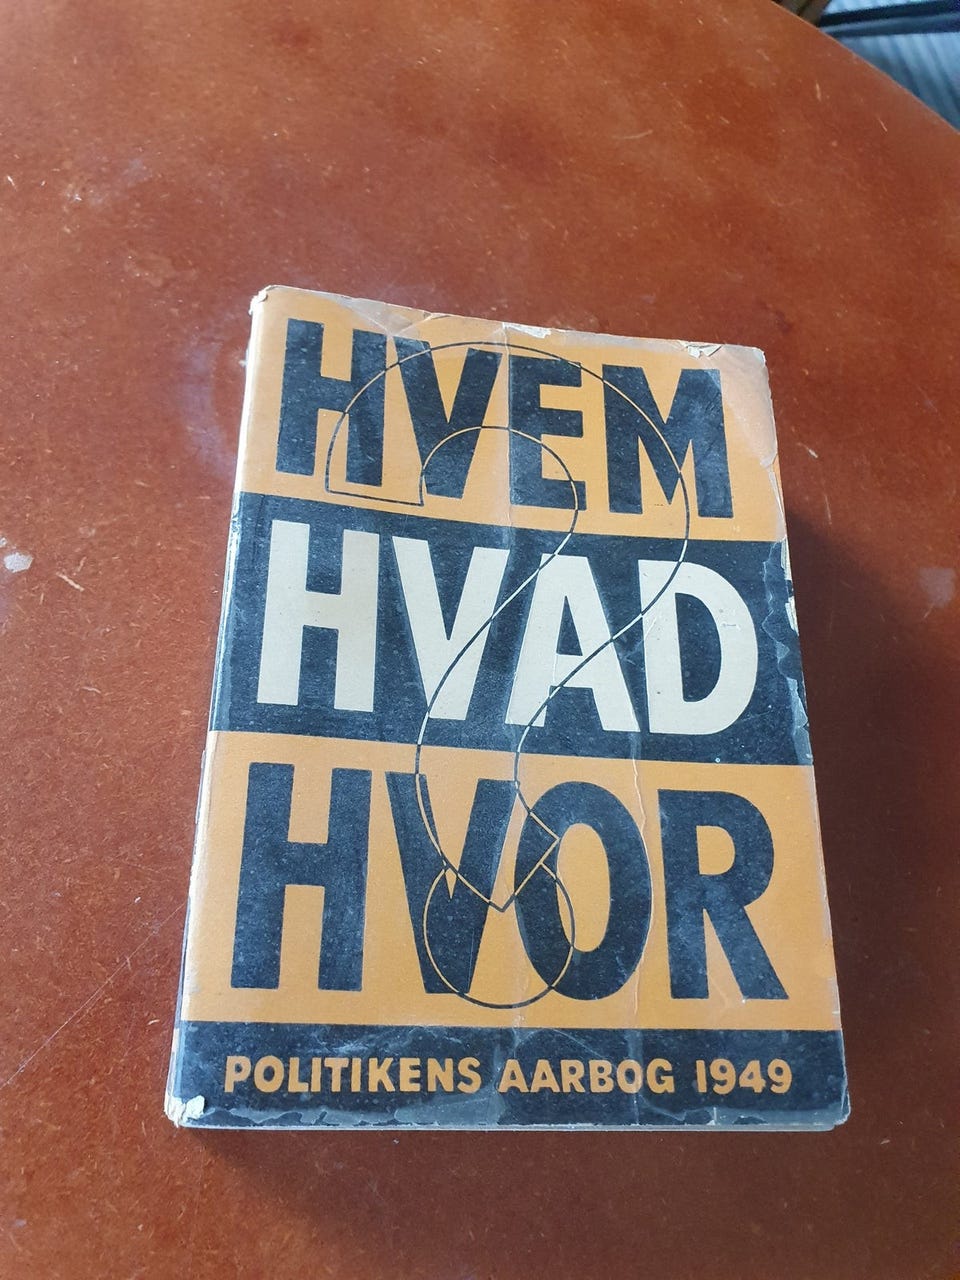 HVEM
HVAD
HVOR
POLITIKENS AARBOG 1949